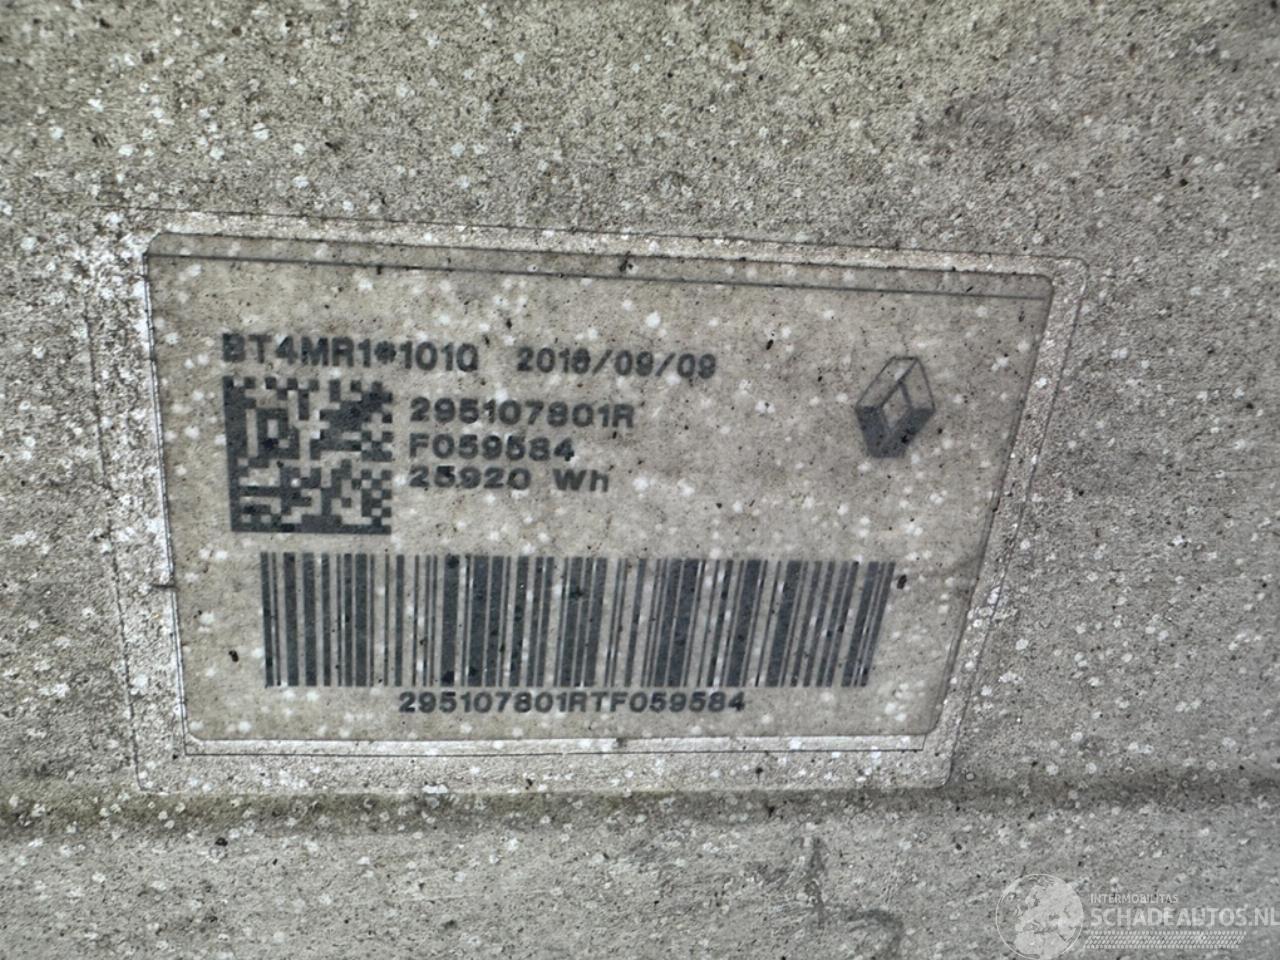 BT4MR1*101Q 2016/09/09
295107801R
F059584
25920 Wh
295107801RTF059584
INTERMOBILITAS
SCHADEAUTOS.NL